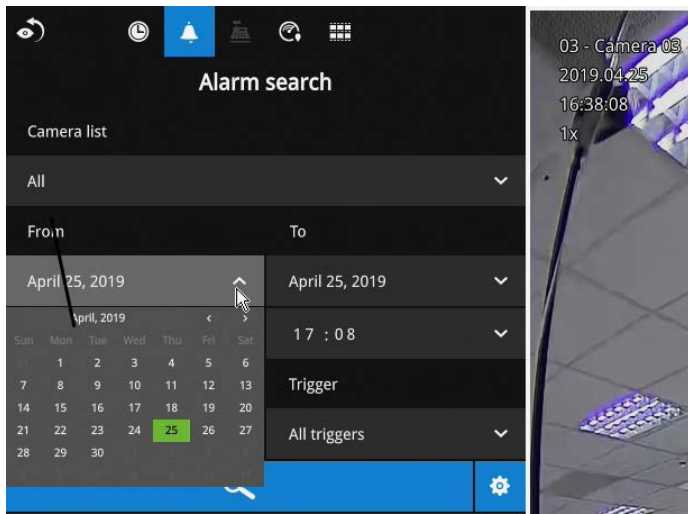 Alarm search
Camera list
All
From To
April 25, 2019 April 25, 2019
April, 2019
Sun Mon Tue Wed Thu Fri Sat
31 1 2 3 4 5 6
7 8 9 10 11 12 13
14 15 16 17 18 19 20
21 22 23 24 25 26 27
28 29 30
17 : 08
Trigger
All triggers
03 - Camera 03
2019.04.25
16:38:08
1x